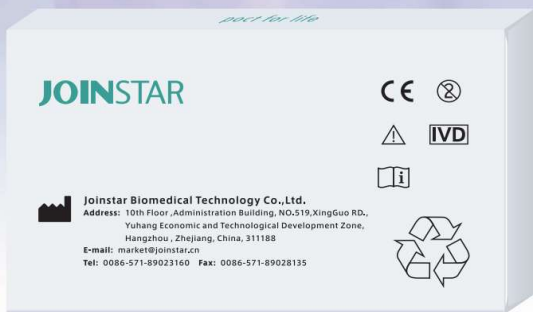 pact for life
JOINSTAR
CE
2
IVD
i
Joinstar Biomedical Technology Co.,Ltd.
Address: 10th Floor ,Administration Building, NO.519,XingGuo RD.,
Yuhang Economic and Technological Development Zone,
Hangzhou , Zhejiang, China, 311188
E-mail: market@joinstar.cn
Tel: 0086-571-89023160 Fax: 0086-571-89028135